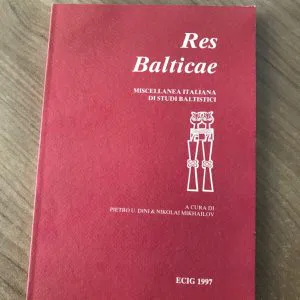 Res
Balticae
MISCELLANEA ITALIANA
DI STUDI BALTISTICI
A CURA DI
PIETRO U. DINI & NIKOLAI MIKHAILOV
ECIG 1997